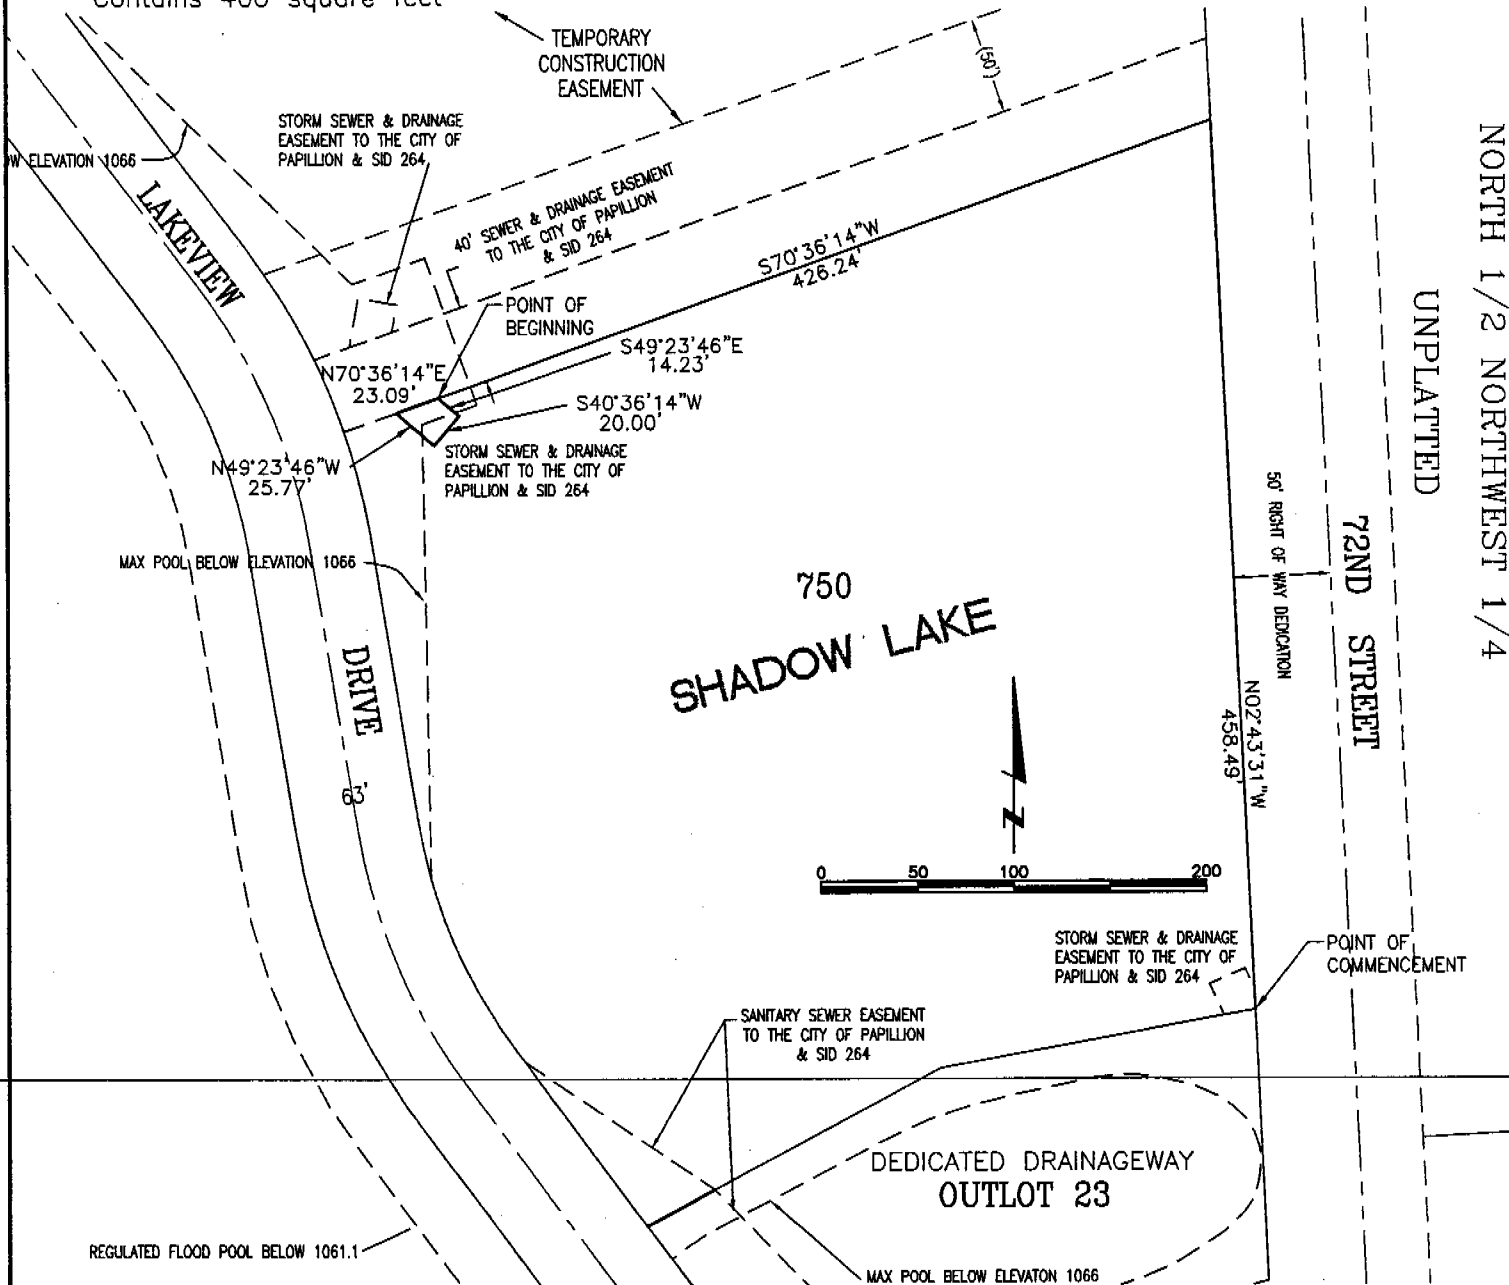 Contains 400 square feet
TEMPORARY
CONSTRUCTION
EASEMENT
(50')
STORM SEWER & DRAINAGE
EASEMENT TO THE CITY OF
PAPILLION & SID 264
W ELEVATION 1066
LAKEVIEW
40' SEWER & DRAINAGE EASEMENT
TO THE CITY OF PAPILLION
& SID 264
S70°36'14"W
426.24'
POINT OF
BEGINNING
S49°23'46"E
14.23'
N70°36'14"E
23.09'
S40°36'14"W
20.00'
N49°23'46"W
25.77'
STORM SEWER & DRAINAGE
EASEMENT TO THE CITY OF
PAPILLION & SID 264
MAX POOL BELOW ELEVATION 1066
750
SHADOW LAKE
DRIVE
63'
N
0 50 100 200
50' RIGHT OF WAY DEDICATION
N02°43'31"W
458.49'
72ND STREET
UNPLATTED
NORTH 1/2 NORTHWEST 1/4
STORM SEWER & DRAINAGE
EASEMENT TO THE CITY OF
PAPILLION & SID 264
POINT OF
COMMENCEMENT
SANITARY SEWER EASEMENT
TO THE CITY OF PAPILLION
& SID 264
DEDICATED DRAINAGEWAY
OUTLOT 23
REGULATED FLOOD POOL BELOW 1061.1
MAX POOL BELOW ELEVATON 1066